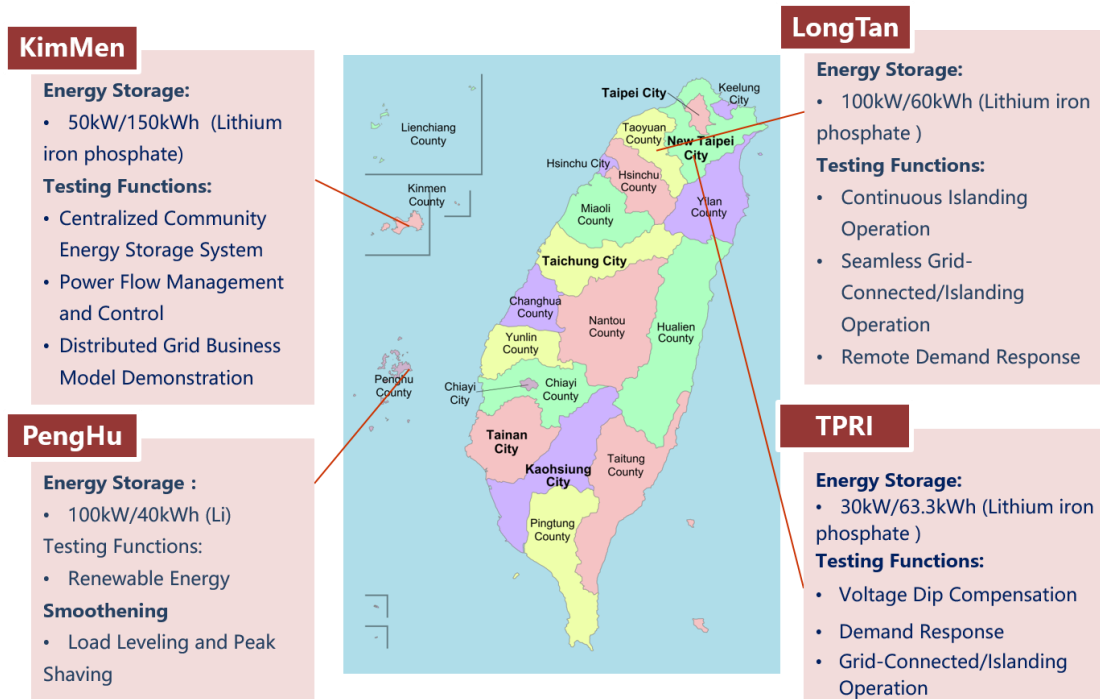 KimMen
Energy Storage:
• 50kW/150kWh (Lithium
iron phosphate)
Testing Functions:
• Centralized Community
Energy Storage System
• Power Flow Management
and Control
• Distributed Grid Business
Model Demonstration
PengHu
Energy Storage :
• 100kW/40kWh (Li)
Testing Functions:
• Renewable Energy
Smoothening
• Load Leveling and Peak
Shaving
Lienchiang
County
Kinmen
County
Penghu
County
Taipei City
Keelung
City
Taoyuan
County
New Taipei
City
Hsinchu City
Hsinchu
County
Yilan
County
Miaoli
County
Taichung City
Changhua
County
Nantou
County
Hualien
County
Yunlin
County
Chiayi
City
Chiayi
County
Tainan
City
Kaohsiung
City
Taitung
County
Pingtung
County
LongTan
Energy Storage:
• 100kW/60kWh (Lithium iron
phosphate )
Testing Functions:
• Continuous Islanding
Operation
• Seamless Grid-
Connected/Islanding
Operation
• Remote Demand Response
TPRI
Energy Storage:
• 30kW/63.3kWh (Lithium iron
phosphate )
Testing Functions:
• Voltage Dip Compensation
• Demand Response
• Grid-Connected/Islanding
Operation